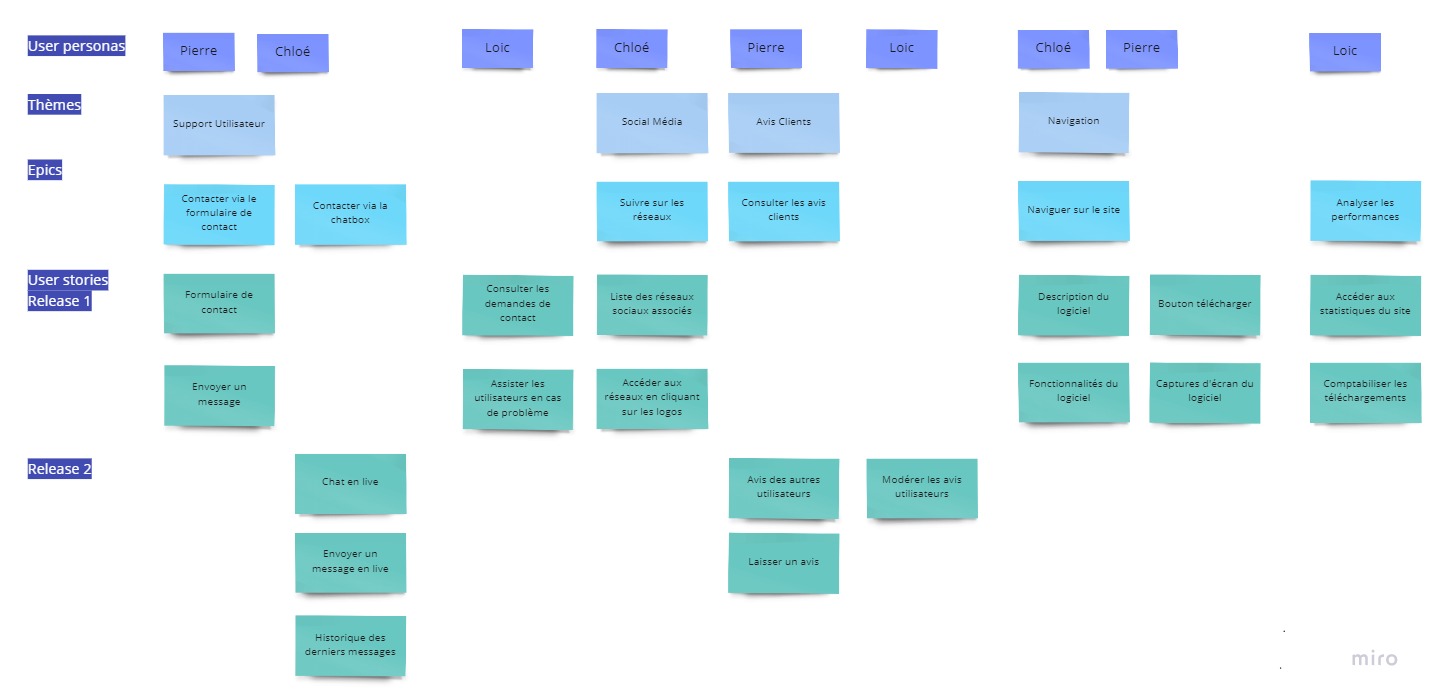 User personas
Pierre
Chloé
Loic
Chloé
Pierre
Loic
Chloé
Pierre
Loic
Thèmes
Support Utilisateur
Social Média
Avis Clients
Navigation
Epics
Contacter via le
formulaire de
contact
Contacter via la
chatbox
Suivre sur les
réseaux
Consulter les avis
clients
Naviguer sur le site
Analyser les
performances
User stories
Release 1
Formulaire de
contact
Consulter les
demandes de
contact
Liste des réseaux
sociaux associés
Description du
logiciel
Bouton télécharger
Accéder aux
statistiques du site
Envoyer un
message
Assister les
utilisateurs en cas
de problème
Accéder aux
réseaux en cliquant
sur les logos
Fonctionnalités du
logiciel
Captures d'écran du
logiciel
Comptabiliser les
téléchargements
Release 2
Chat en live
Avis des autres
utilisateurs
Modérer les avis
utilisateurs
Envoyer un
message en live
Laisser un avis
Historique des
derniers messages
miro